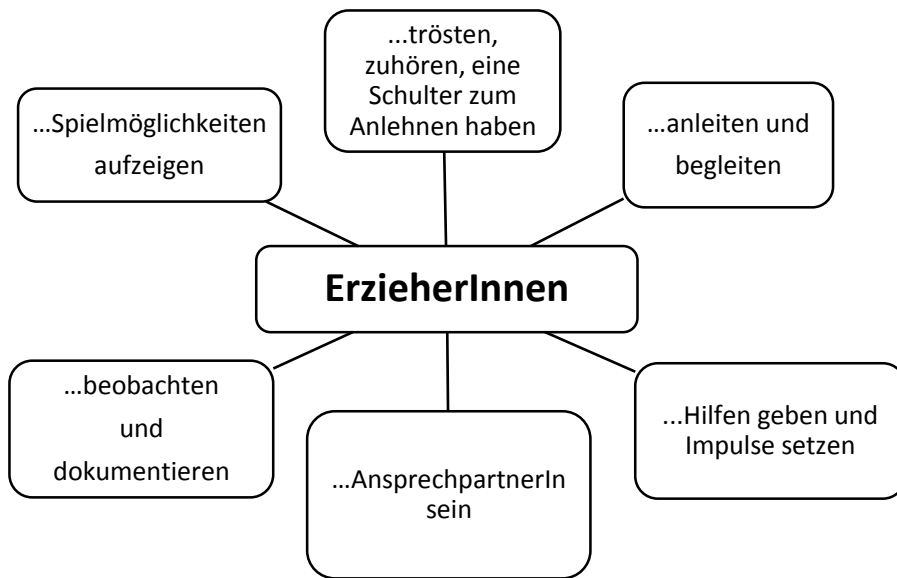 ...trösten,
zuhören, eine
Schulter zum
Anlehnen haben
...Spielmöglichkeiten
aufzeigen
...anleiten und
begleiten
ErzieherInnen
...beobachten
und
dokumentieren
...AnsprechpartnerIn
sein
...Hilfen geben und
Impulse setzen